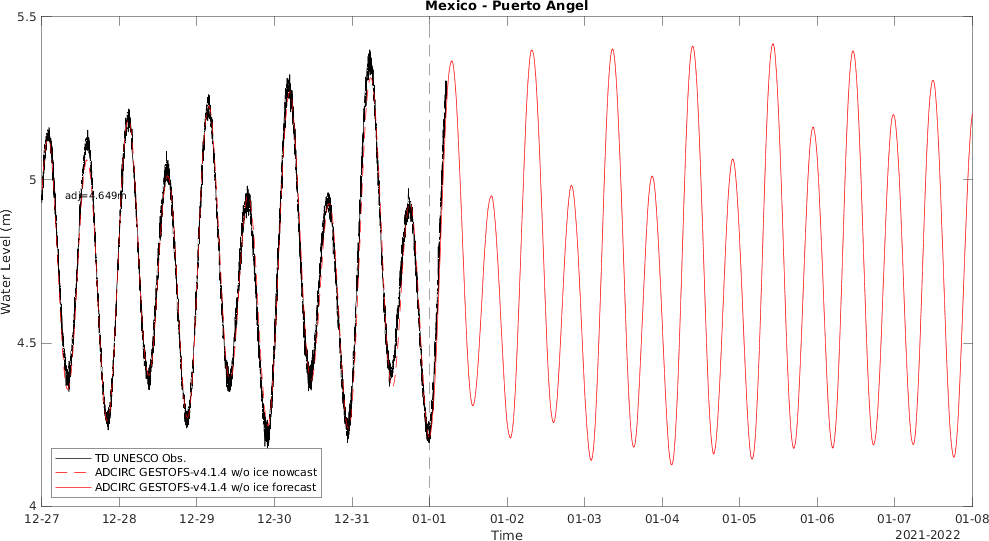 Mexico - Puerto Angel
5.5
5
4.5
4
Water Level (m)
adj=4.649m
TD UNESCO Obs.
ADCIRC GESTOFS-v4.1.4 w/o ice nowcast
ADCIRC GESTOFS-v4.1.4 w/o ice forecast
12-27 12-28 12-29 12-30 12-31 01-01 01-02 01-03 01-04 01-05 01-06 01-07 01-08
Time
2021-2022